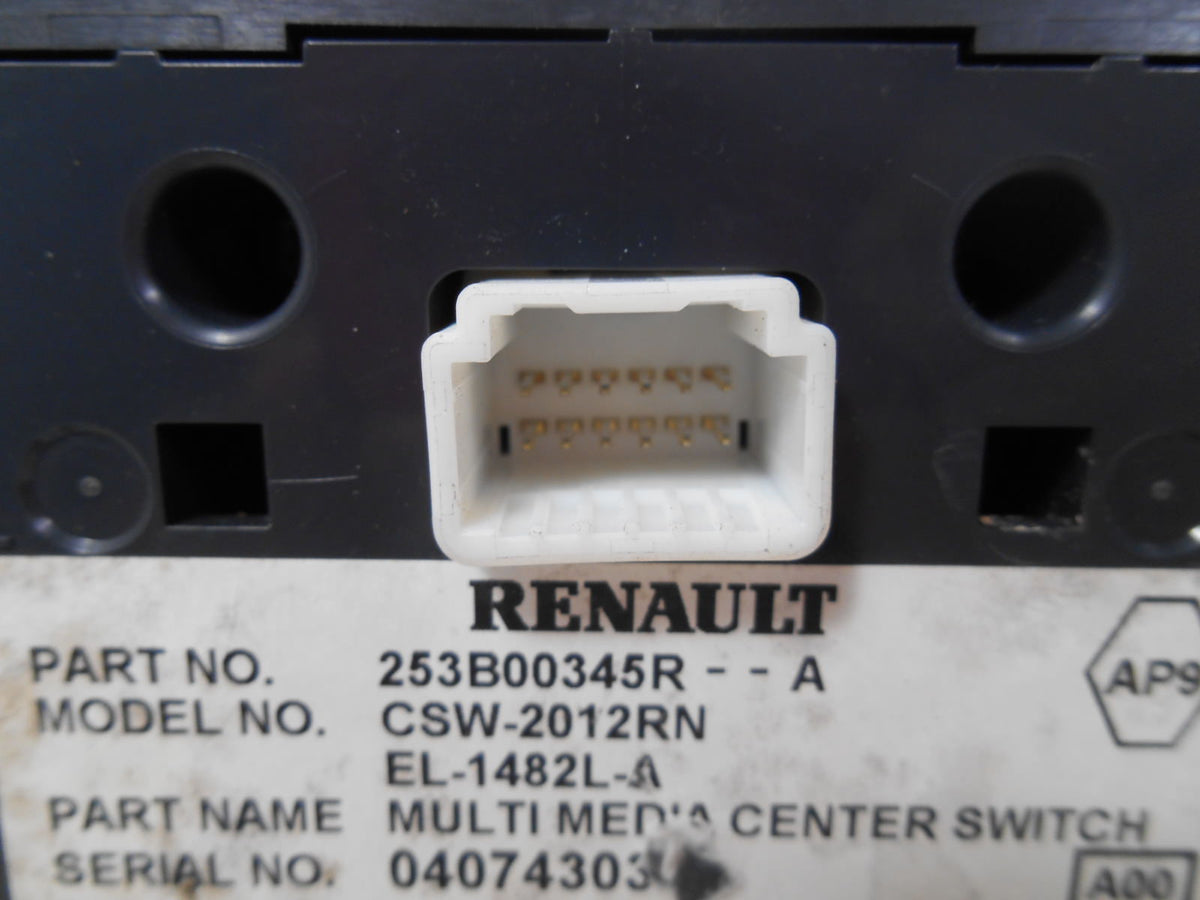 RENAULT
PART NO. 253B00345R - - A
AP9
MODEL NO. CSW-2012RN
EL-1482L-A
PART NAME MULTI MEDIA CENTER SWITCH
SERIAL NO. 04074303
A00